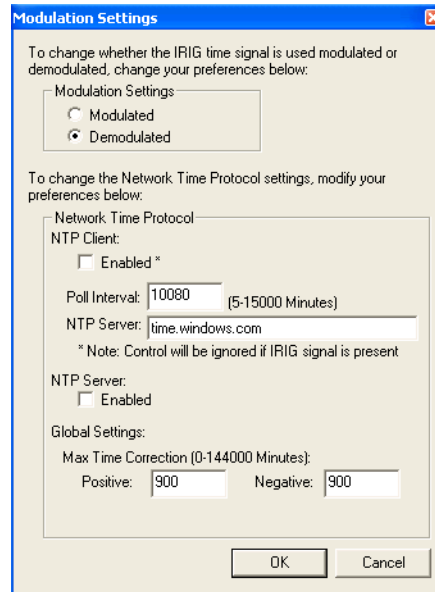 Modulation Settings
To change whether the IRIG time signal is used modulated or
demodulated, change your preferences below:
Modulation Settings
Modulated
Demodulated
To change the Network Time Protocol settings, modify your
preferences below:
Network Time Protocol
NTP Client:
Enabled *
Poll Interval: 10080 (5-15000 Minutes)
NTP Server: time.windows.com
* Note: Control will be ignored if IRIG signal is present
NTP Server:
Enabled
Global Settings:
Max Time Correction (0-144000 Minutes):
Positive: 900 Negative: 900
OK Cancel